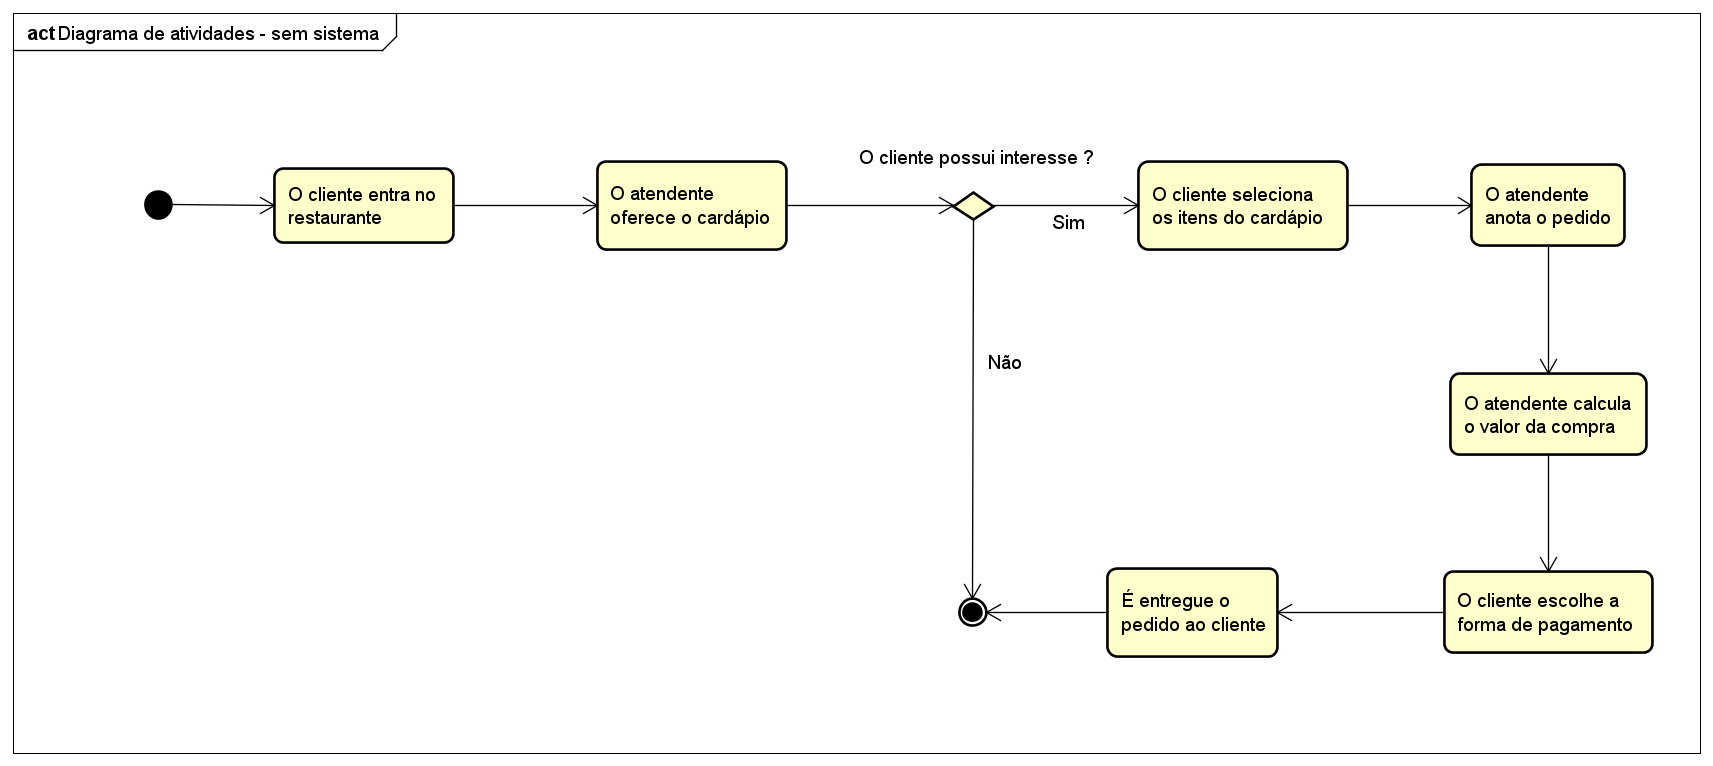 act Diagrama de atividades - sem sistema
O cliente possui interesse ?
O cliente entra no
restaurante
O atendente
oferece o cardápio
Sim
O cliente seleciona
os itens do cardápio
O atendente
anota o pedido
Não
O atendente calcula
o valor da compra
O cliente escolhe a
forma de pagamento
É entregue o
pedido ao cliente